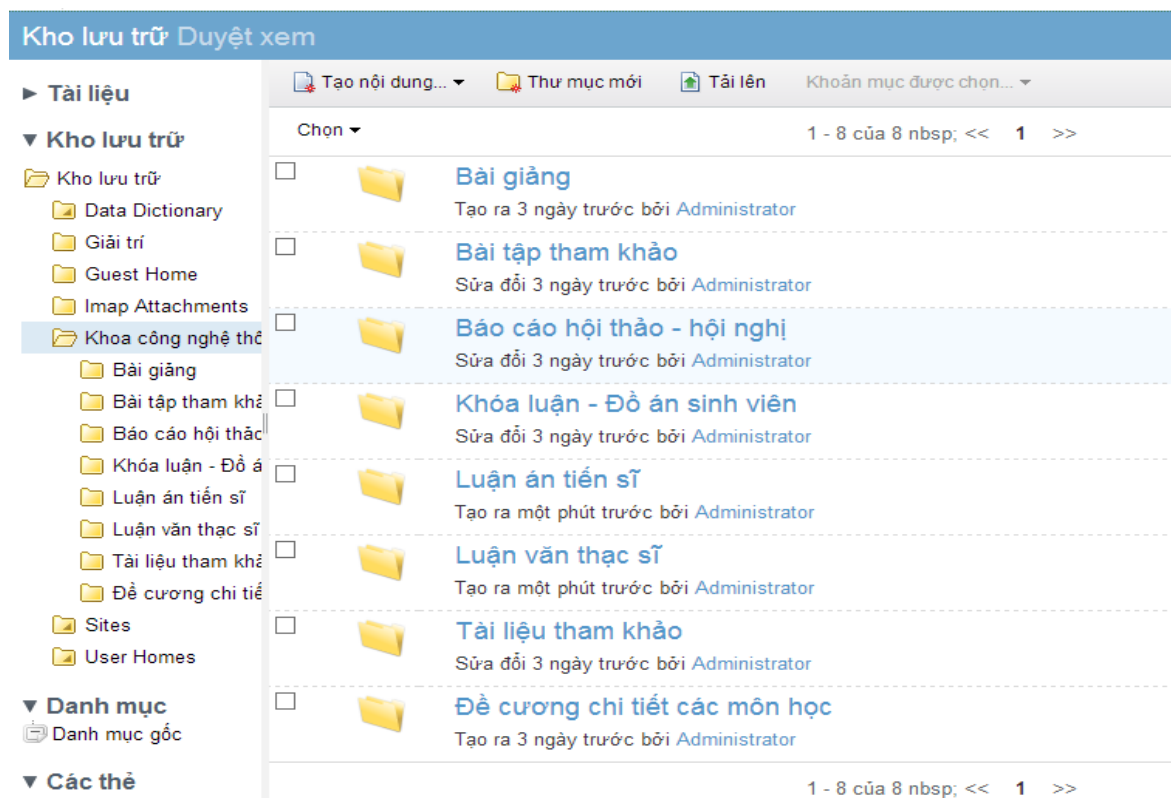 Kho lưu trữ Duyệt xem
► Tài liệu
▼ Kho lưu trữ
Kho lưu trữ
Data Dictionary
Giải trí
Guest Home
Imap Attachments
Khoa công nghệ thô
Bài giảng
Bài tập tham khả
Báo cáo hội thảo
Khóa luận - Đồ á
Luận án tiến sĩ
Luận văn thạc sĩ
Tài liệu tham khả
Đề cương chi tiế
Sites
User Homes
▼ Danh mục
Danh mục gốc
▼ Các thẻ
Tạo nội dung... ▼ Thư mục mới Tải lên Khoản mục được chọn... ▼
Chọn ▼ 1 - 8 của 8 nbsp; << 1 >>
Bài giảng
Tạo ra 3 ngày trước bởi Administrator
Bài tập tham khảo
Sửa đổi 3 ngày trước bởi Administrator
Báo cáo hội thảo - hội nghị
Sửa đổi 3 ngày trước bởi Administrator
Khóa luận - Đồ án sinh viên
Sửa đổi 3 ngày trước bởi Administrator
Luận án tiến sĩ
Tạo ra một phút trước bởi Administrator
Luận văn thạc sĩ
Tạo ra một phút trước bởi Administrator
Tài liệu tham khảo
Sửa đổi 3 ngày trước bởi Administrator
Đề cương chi tiết các môn học
Tạo ra 3 ngày trước bởi Administrator
1 - 8 của 8 nbsp; << 1 >>